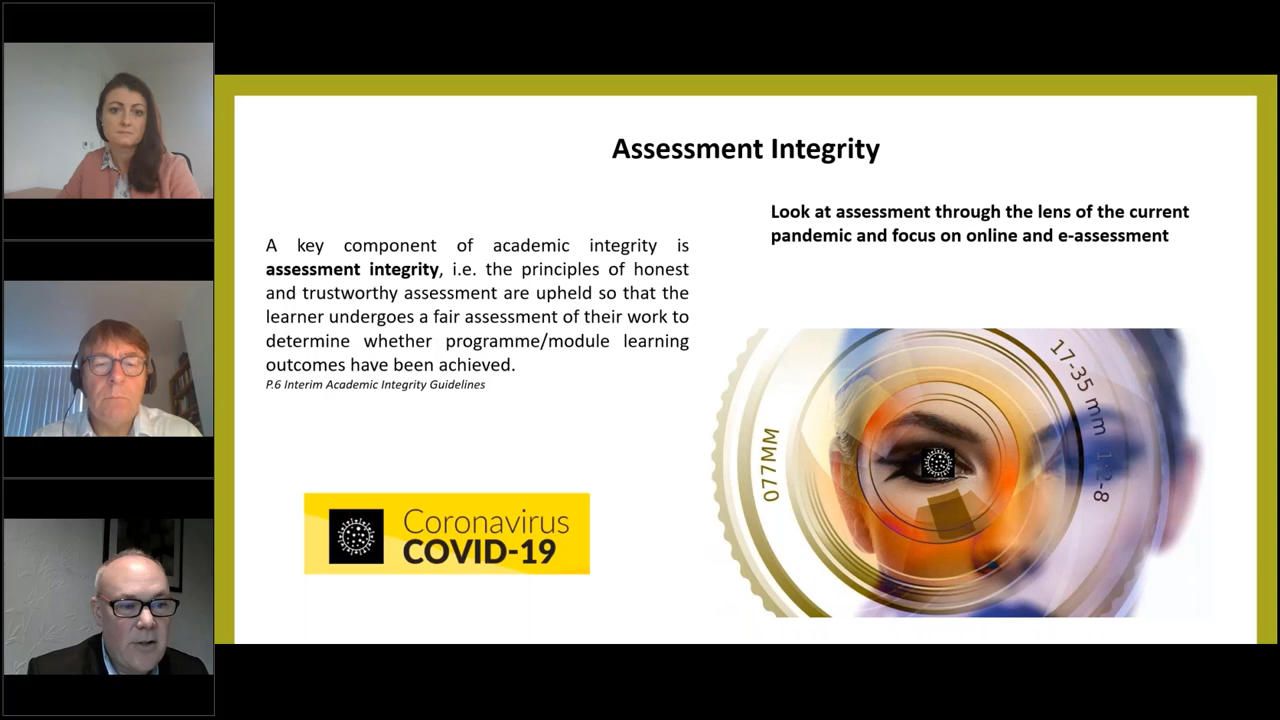 Assessment Integrity
A key component of academic integrity is
assessment integrity, i.e. the principles of honest
and trustworthy assessment are upheld so that the
learner undergoes a fair assessment of their work to
determine whether programme/module learning
outcomes have been achieved.
P.6 Interim Academic Integrity Guidelines
Look at assessment through the lens of the current
pandemic and focus on online and e-assessment
Coronavirus
COVID-19
077MM
17-35 mm 1:2-8